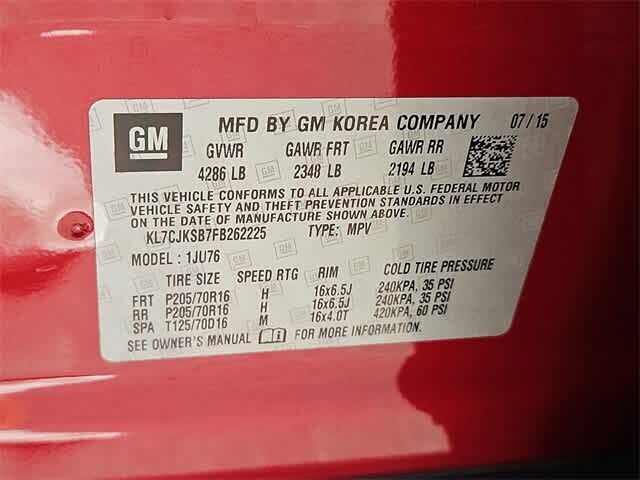 GM MFD BY GM KOREA COMPANY 07/15
GVWR GAWR FRT GAWR RR
4286 LB 2348 LB 2194 LB
THIS VEHICLE CONFORMS TO ALL APPLICABLE U.S. FEDERAL MOTOR
VEHICLE SAFETY AND THEFT PREVENTION STANDARDS IN EFFECT
ON THE DATE OF MANUFACTURE SHOWN ABOVE.
KL7CJKSB7FB262225 TYPE: MPV
MODEL: 1JU76
TIRE SIZE SPEED RTG RIM COLD TIRE PRESSURE
FRT P205/70R16 H 16x6.5J 240KPA, 35 PSI
RR P205/70R16 H 16x6.5J 240KPA, 35 PSI
SPA T125/70D16 M 16x4.0T 420KPA, 60 PSI
SEE OWNER'S MANUAL FOR MORE INFORMATION.